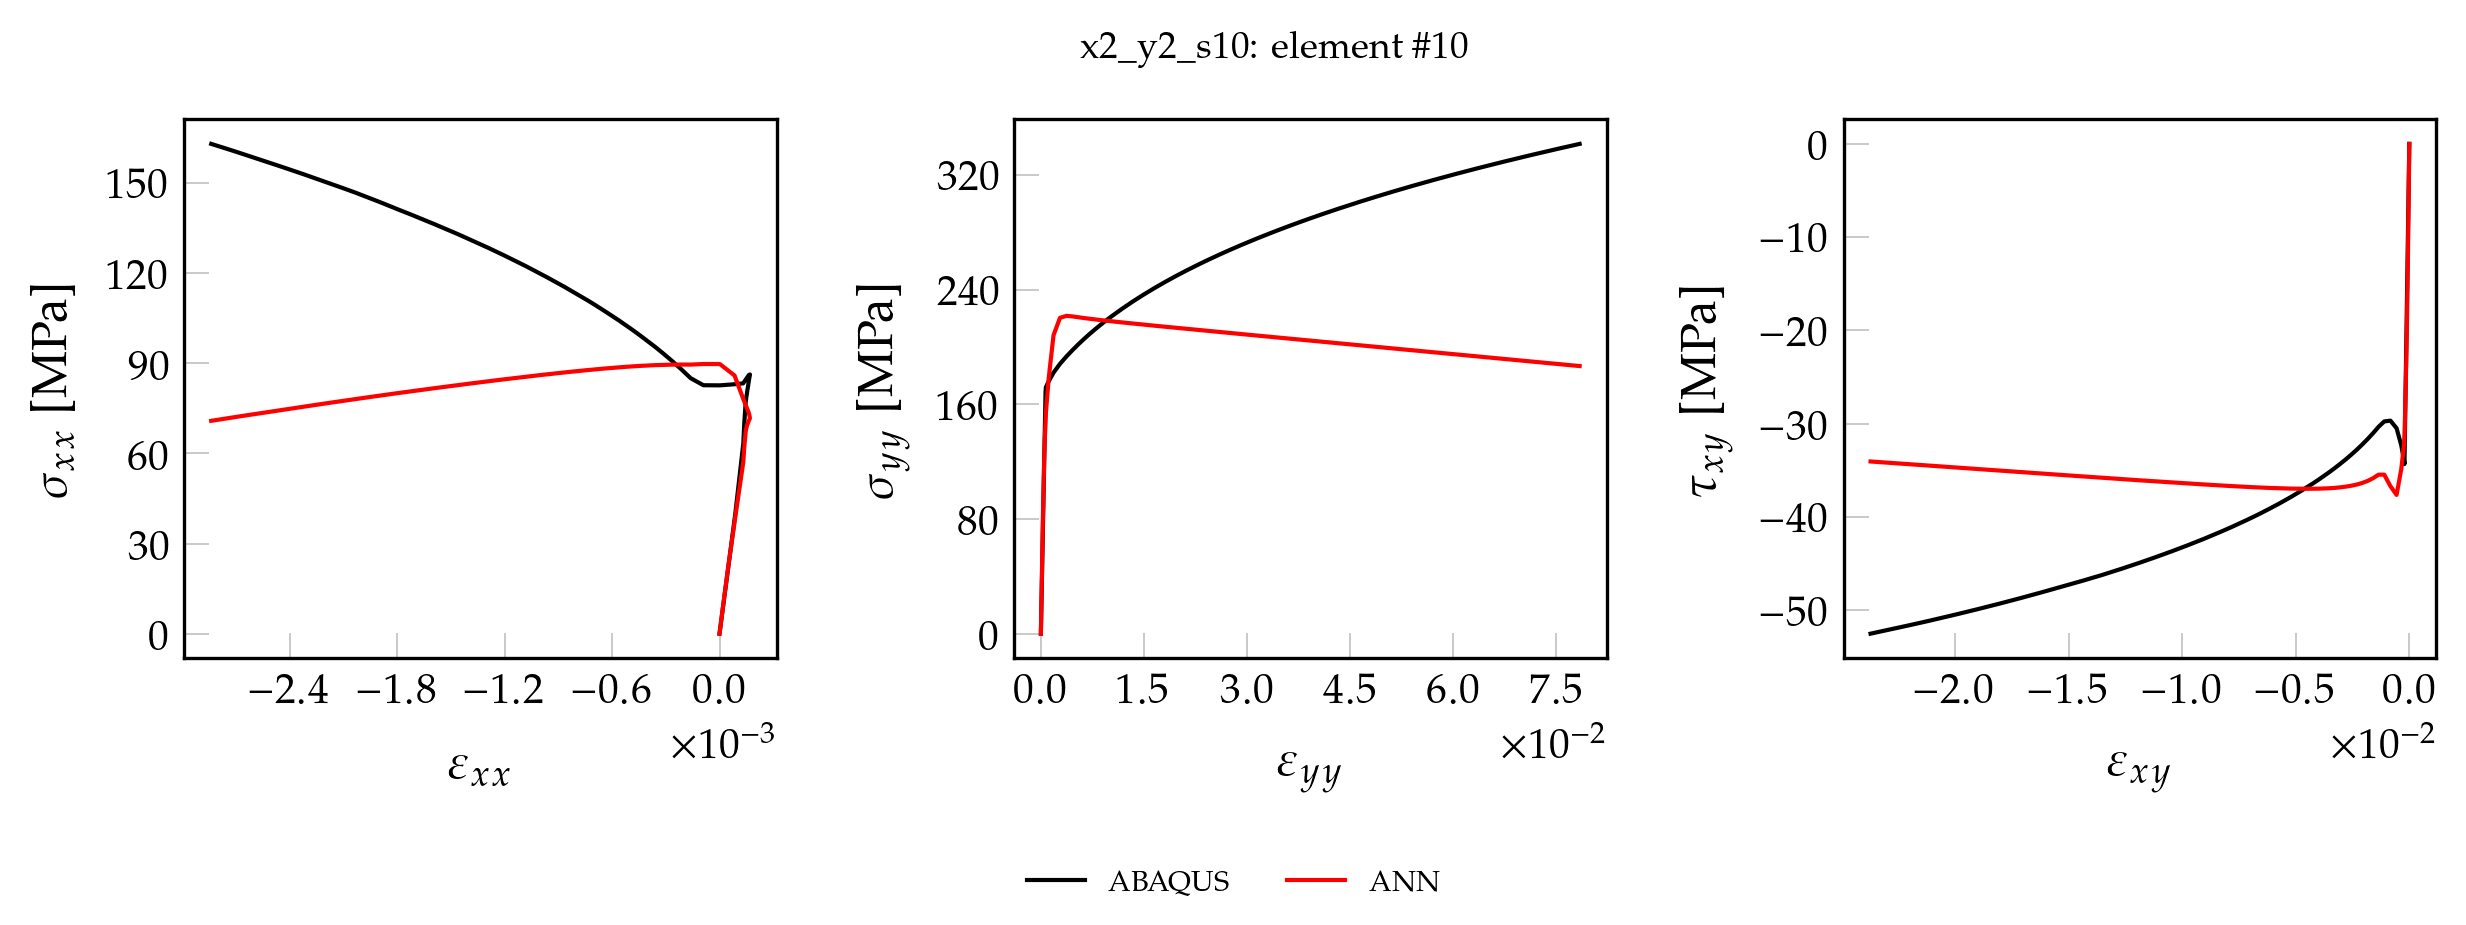 x2_y2_s10: element #10
σxx [MPa]
150
120
90
60
30
0
−2.4 −1.8 −1.2 −0.6 0.0
×10⁻³
εxx
σyy [MPa]
320
240
160
80
0
0.0 1.5 3.0 4.5 6.0 7.5
×10⁻²
εyy
τxy [MPa]
0
−10
−20
−30
−40
−50
−2.0 −1.5 −1.0 −0.5 0.0
×10⁻²
εxy
ABAQUS ANN